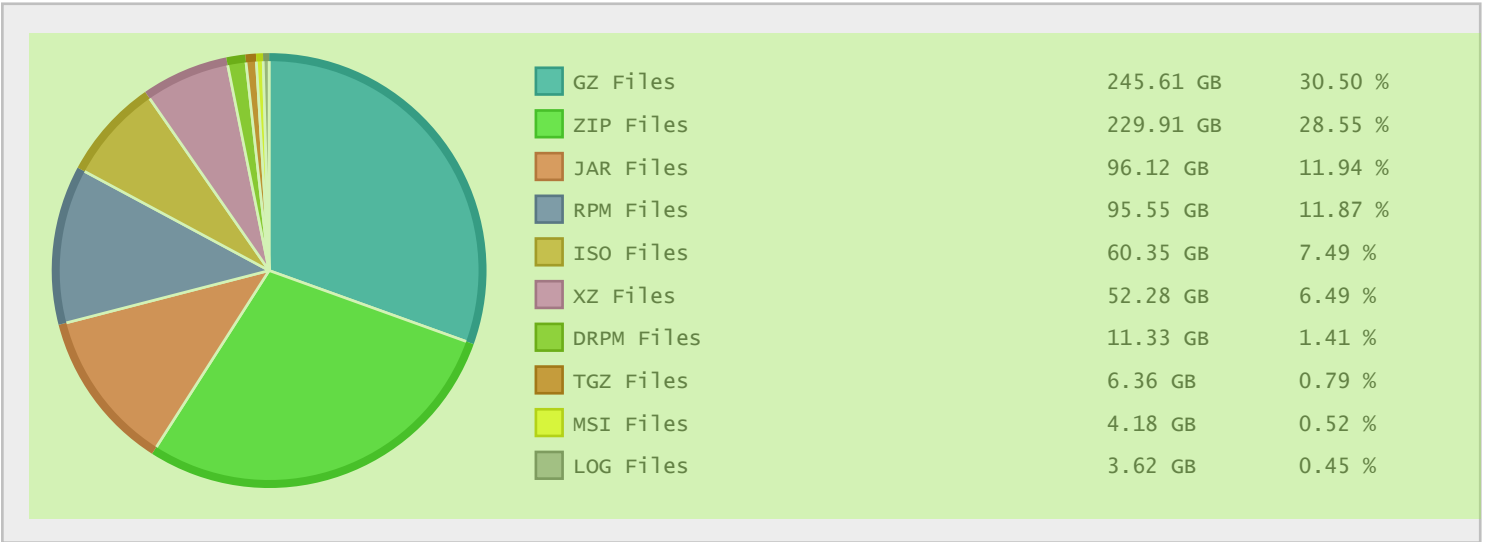 GZ Files 245.61 GB 30.50 %
ZIP Files 229.91 GB 28.55 %
JAR Files 96.12 GB 11.94 %
RPM Files 95.55 GB 11.87 %
ISO Files 60.35 GB 7.49 %
XZ Files 52.28 GB 6.49 %
DRPM Files 11.33 GB 1.41 %
TGZ Files 6.36 GB 0.79 %
MSI Files 4.18 GB 0.52 %
LOG Files 3.62 GB 0.45 %